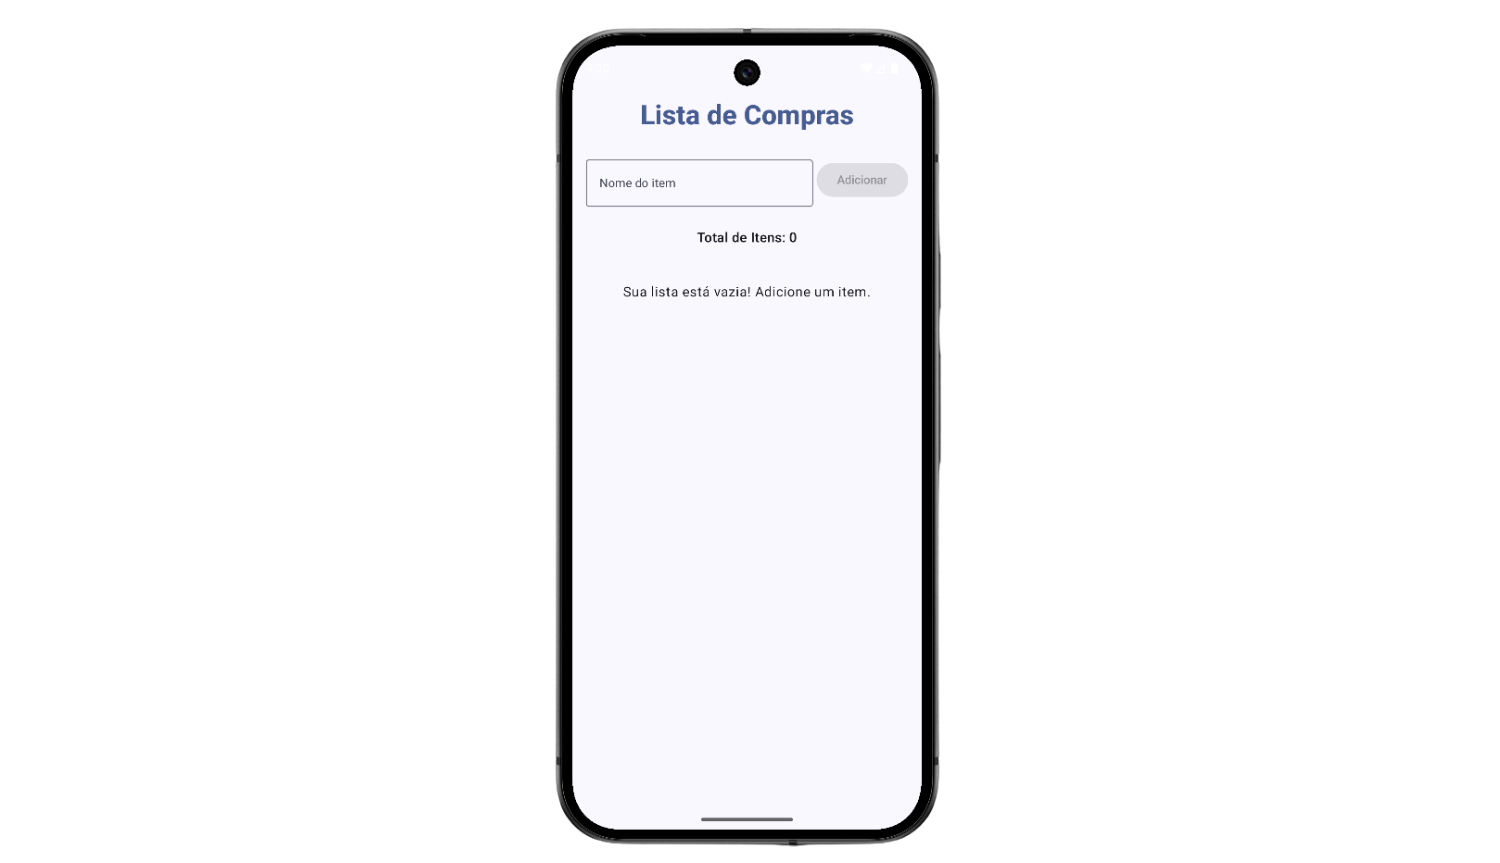 Lista de Compras
Nome do item
Adicionar
Total de Itens: 0
Sua lista está vazia! Adicione um item.